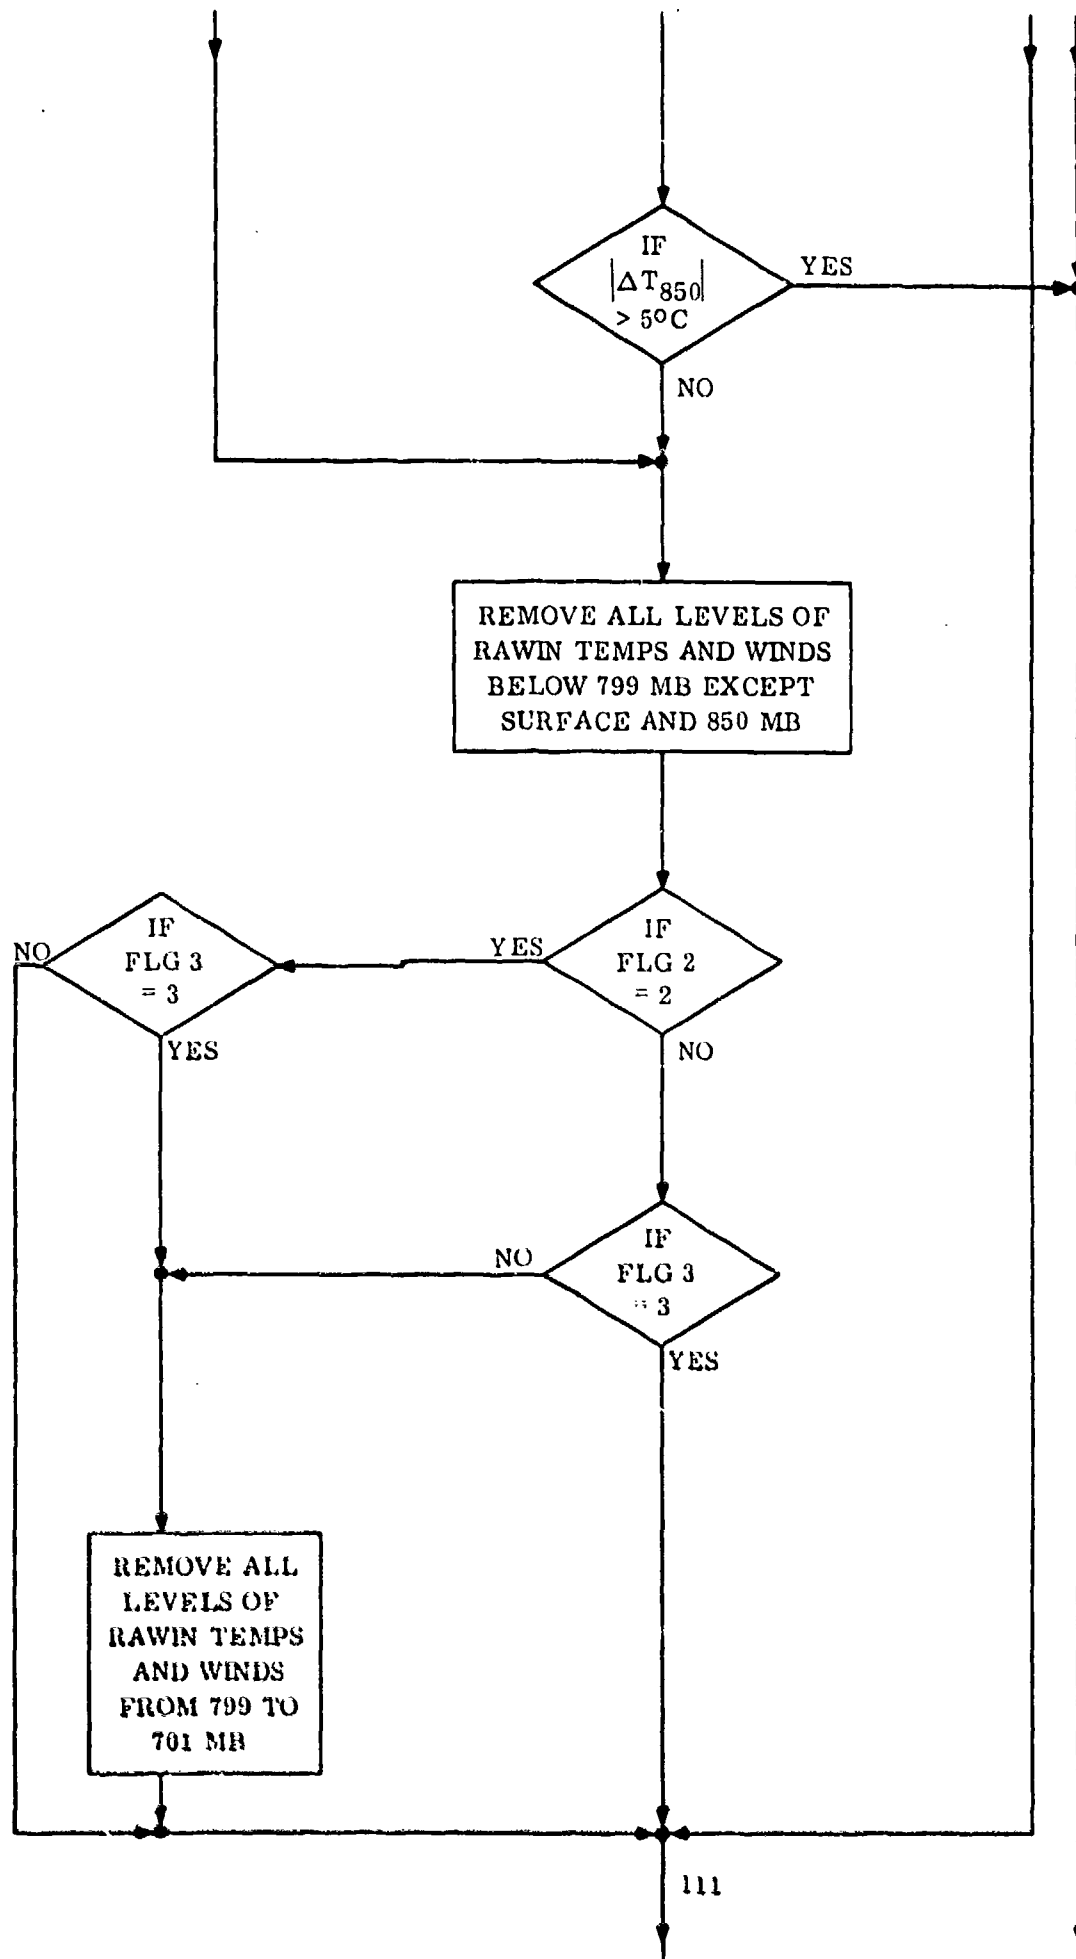 IF
|ΔT850|
> 5°C
YES
NO
REMOVE ALL LEVELS OF
RAWIN TEMPS AND WINDS
BELOW 799 MB EXCEPT
SURFACE AND 850 MB
NO
IF
FLG 3
= 3
YES
YES
IF
FLG 2
= 2
NO
NO
IF
FLG 3
= 3
YES
REMOVE ALL
LEVELS OF
RAWIN TEMPS
AND WINDS
FROM 799 TO
701 MB
111